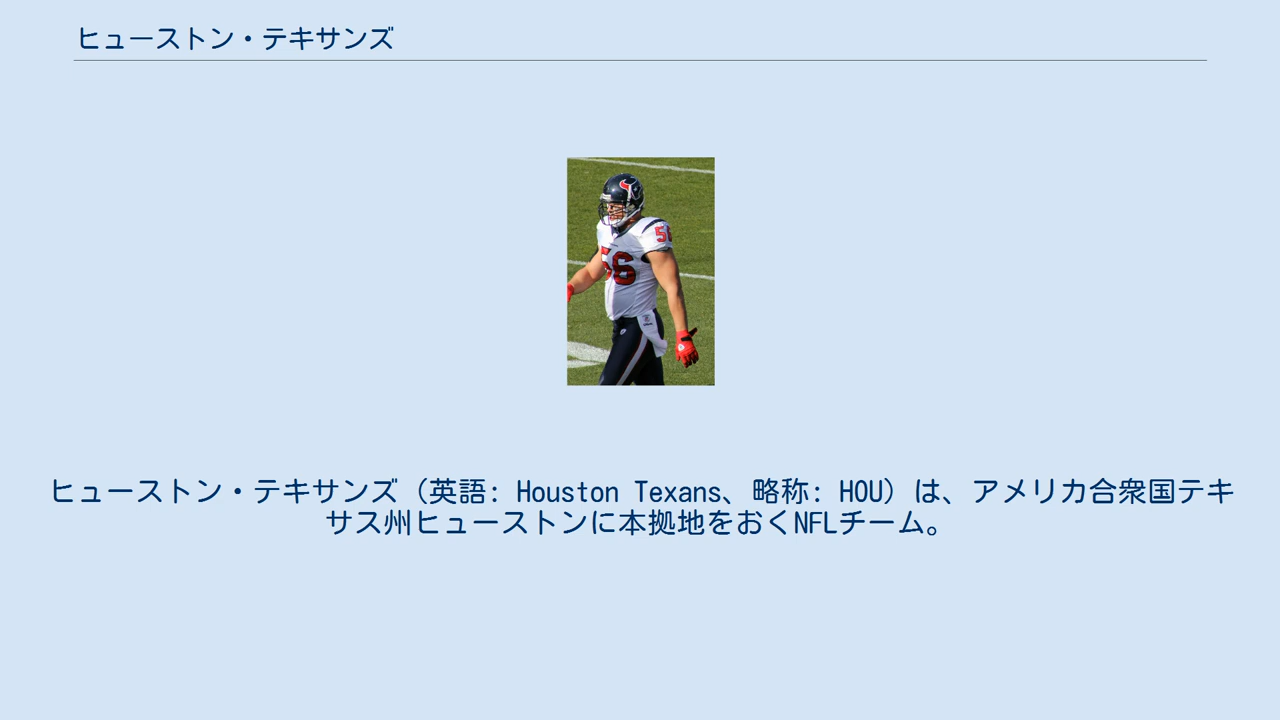 ヒューストン・テキサンズ
56
56
ヒューストン・テキサンズ（英語: Houston Texans、略称: HOU）は、アメリカ合衆国テキ
サス州ヒューストンに本拠地をおくNFLチーム。